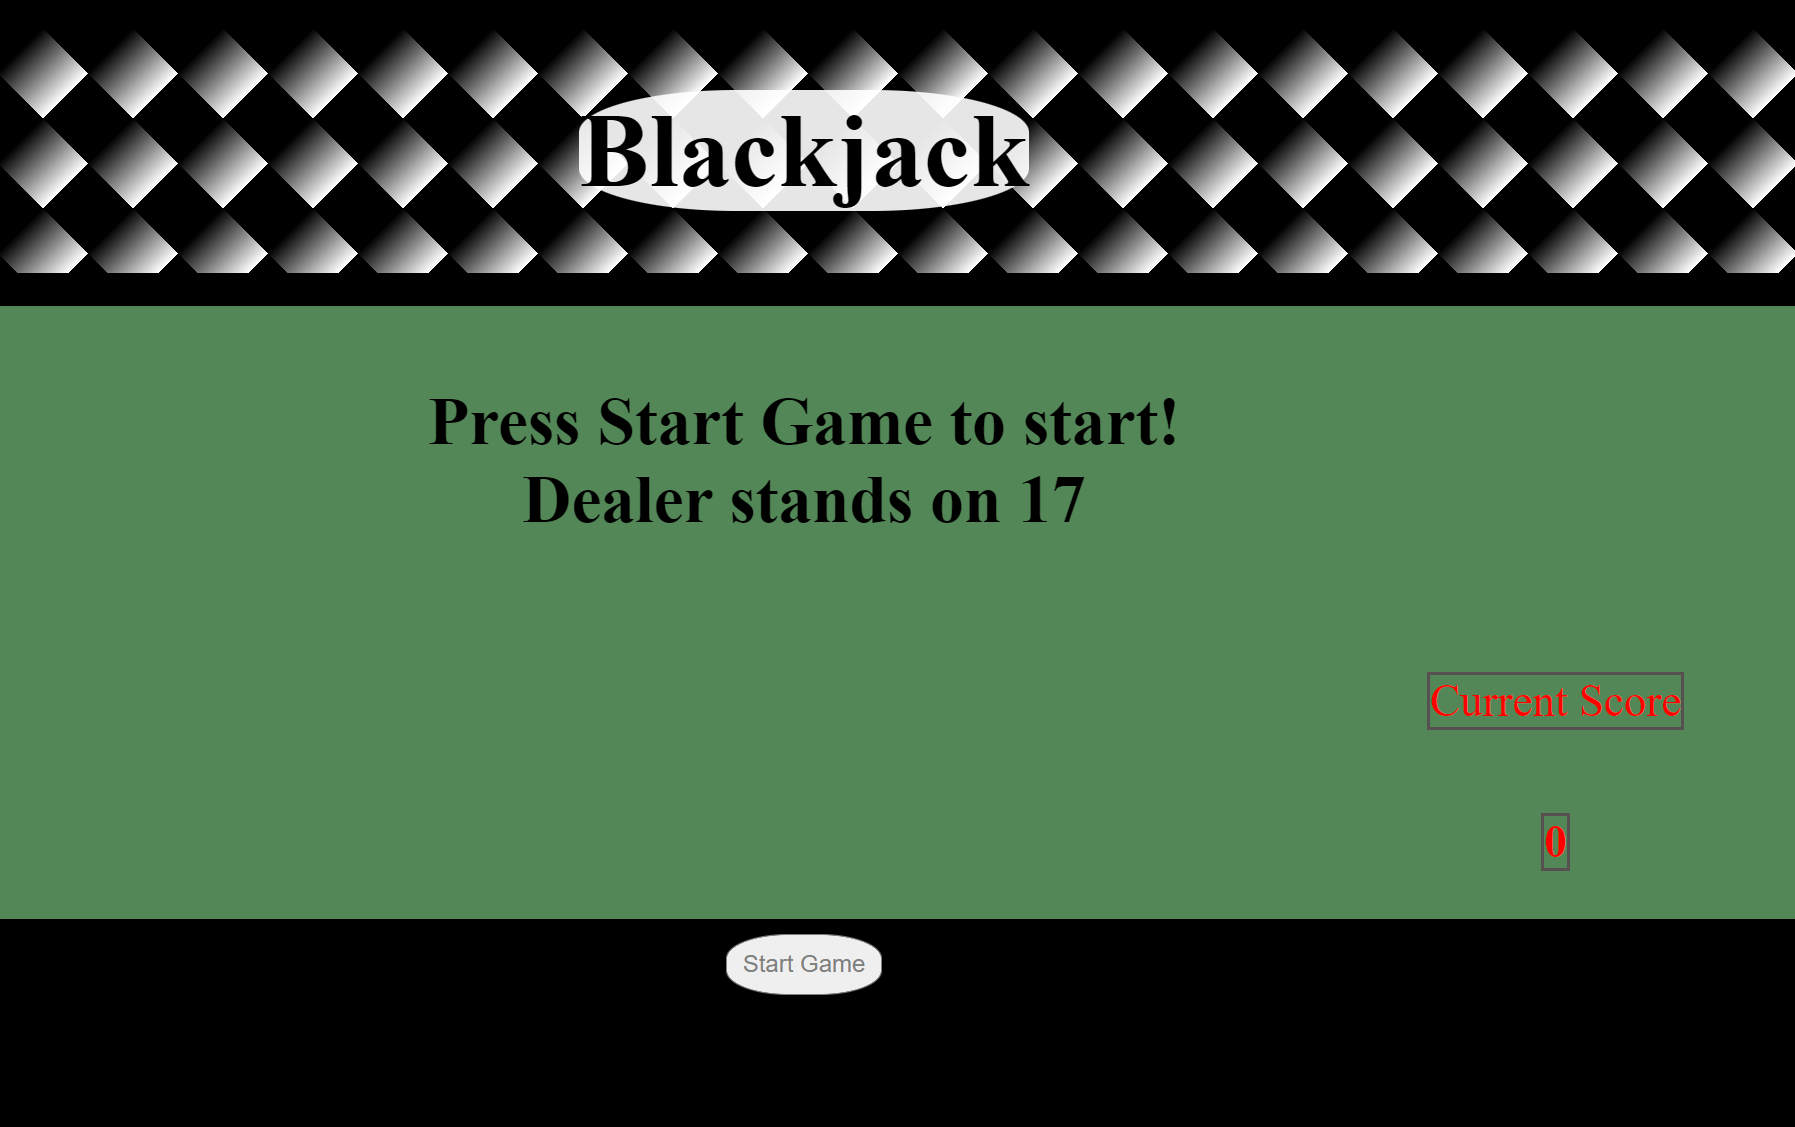 Blackjack
Press Start Game to start!
Dealer stands on 17
Current Score
0
Start Game